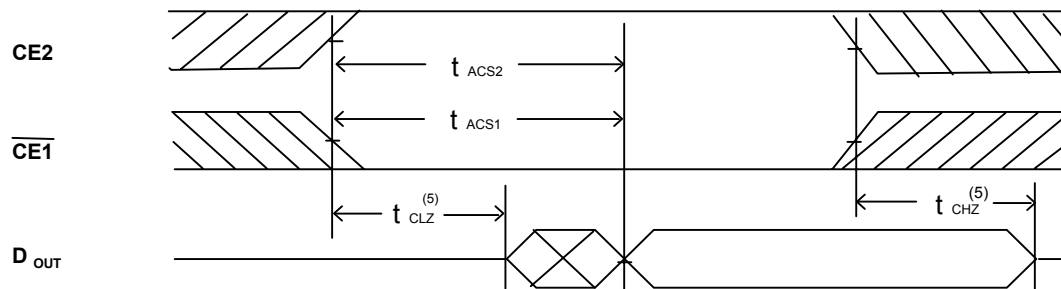 CE2
t ACS2
CE1
t ACS1
t CLZ (5)
t CHZ (5)
D OUT